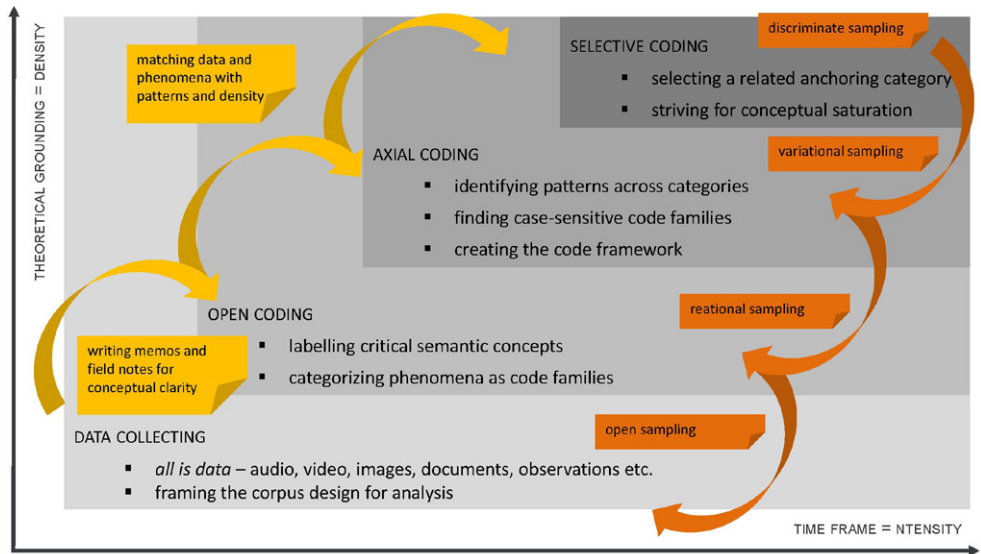 THEORETICAL GROUNDING = DENSITY
matching data and
phenomena with
patterns and density
SELECTIVE CODING
▪ selecting a related anchoring category
▪ striving for conceptual saturation
discriminate sampling
variational sampling
AXIAL CODING
▪ identifying patterns across categories
▪ finding case-sensitive code families
▪ creating the code framework
reational sampling
OPEN CODING
▪ labelling critical semantic concepts
▪ categorizing phenomena as code families
writing memos and
field notes for
conceptual clarity
open sampling
DATA COLLECTING
▪ all is data – audio, video, images, documents, observations etc.
▪ framing the corpus design for analysis
TIME FRAME = NTENSITY